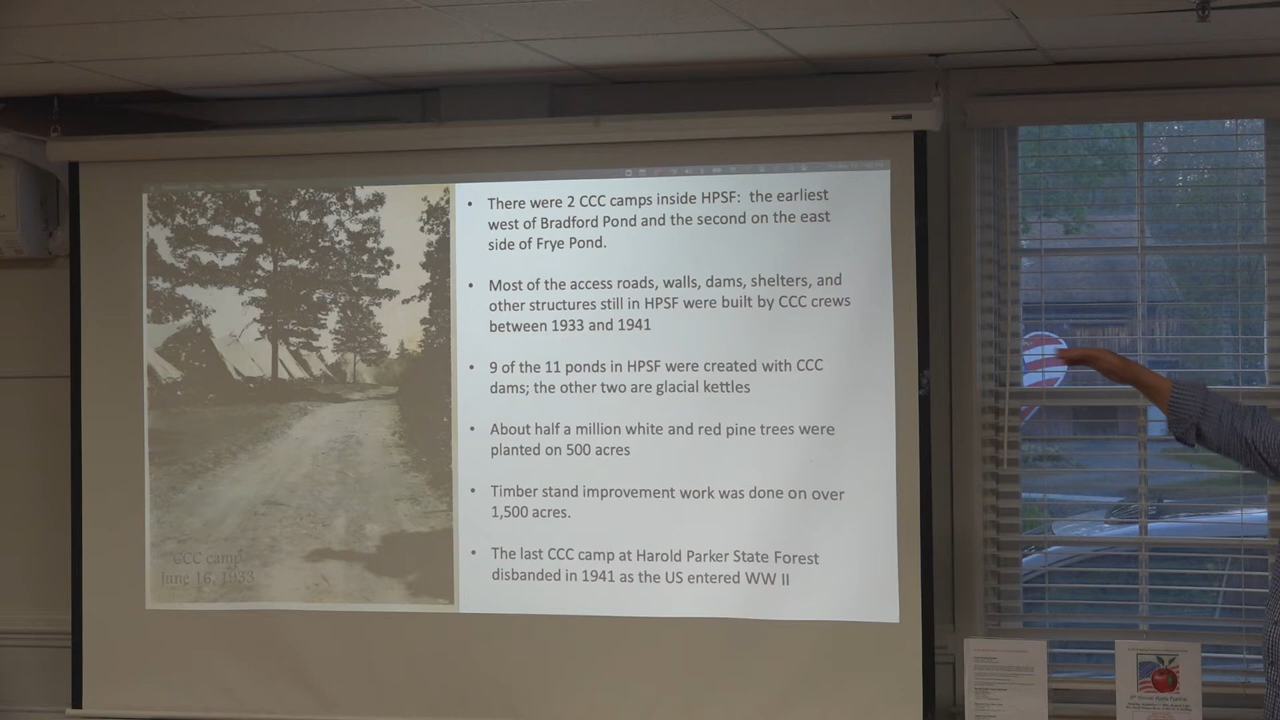 • There were 2 CCC camps inside HPSF: the earliest
west of Bradford Pond and the second on the east
side of Frye Pond.
• Most of the access roads, walls, dams, shelters, and
other structures still in HPSF were built by CCC crews
between 1933 and 1941
• 9 of the 11 ponds in HPSF were created with CCC
dams; the other two are glacial kettles
• About half a million white and red pine trees were
planted on 500 acres
• Timber stand improvement work was done on over
1,500 acres.
• The last CCC camp at Harold Parker State Forest
disbanded in 1941 as the US entered WW II
CCC camp
June 16, 1933